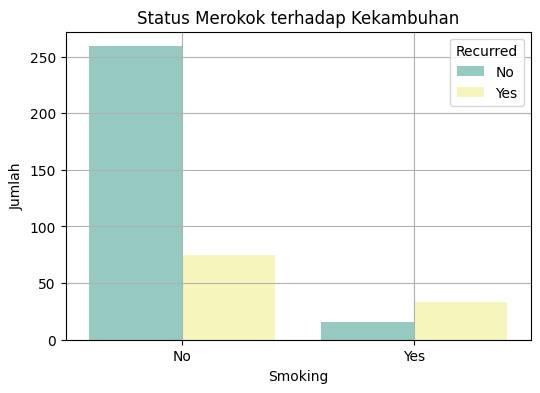 Status Merokok terhadap Kekambuhan
Recurred
No
Yes
250
200
150
100
50
0
Jumlah
No
Yes
Smoking